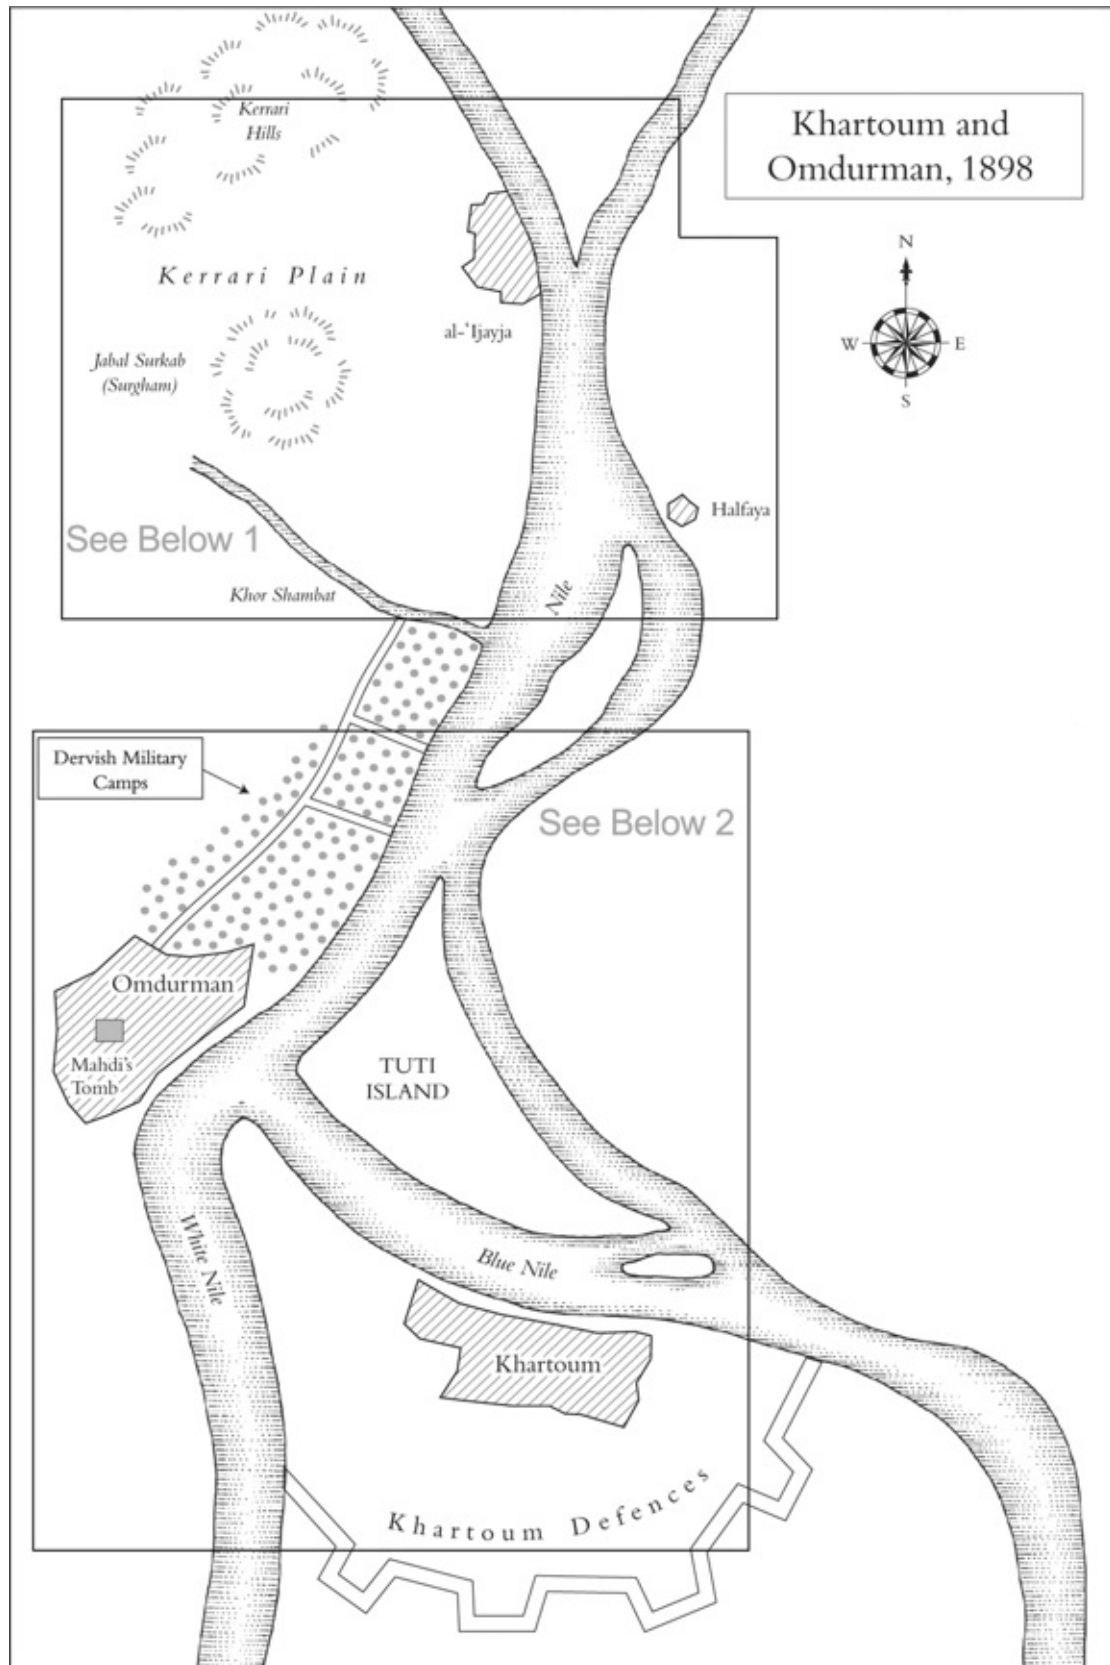 Kerrari
Hills
Khartoum and
Omdurman, 1898
N
W
E
S
Kerrari Plain
al-‘Ijayja
Jabal Surkab
(Surgham)
Halfaya
See Below 1
Khor Shambat
Nile
Dervish Military
Camps
See Below 2
Omdurman
Mahdi's
Tomb
TUTI
ISLAND
White Nile
Blue Nile
Khartoum
Khartoum Defences